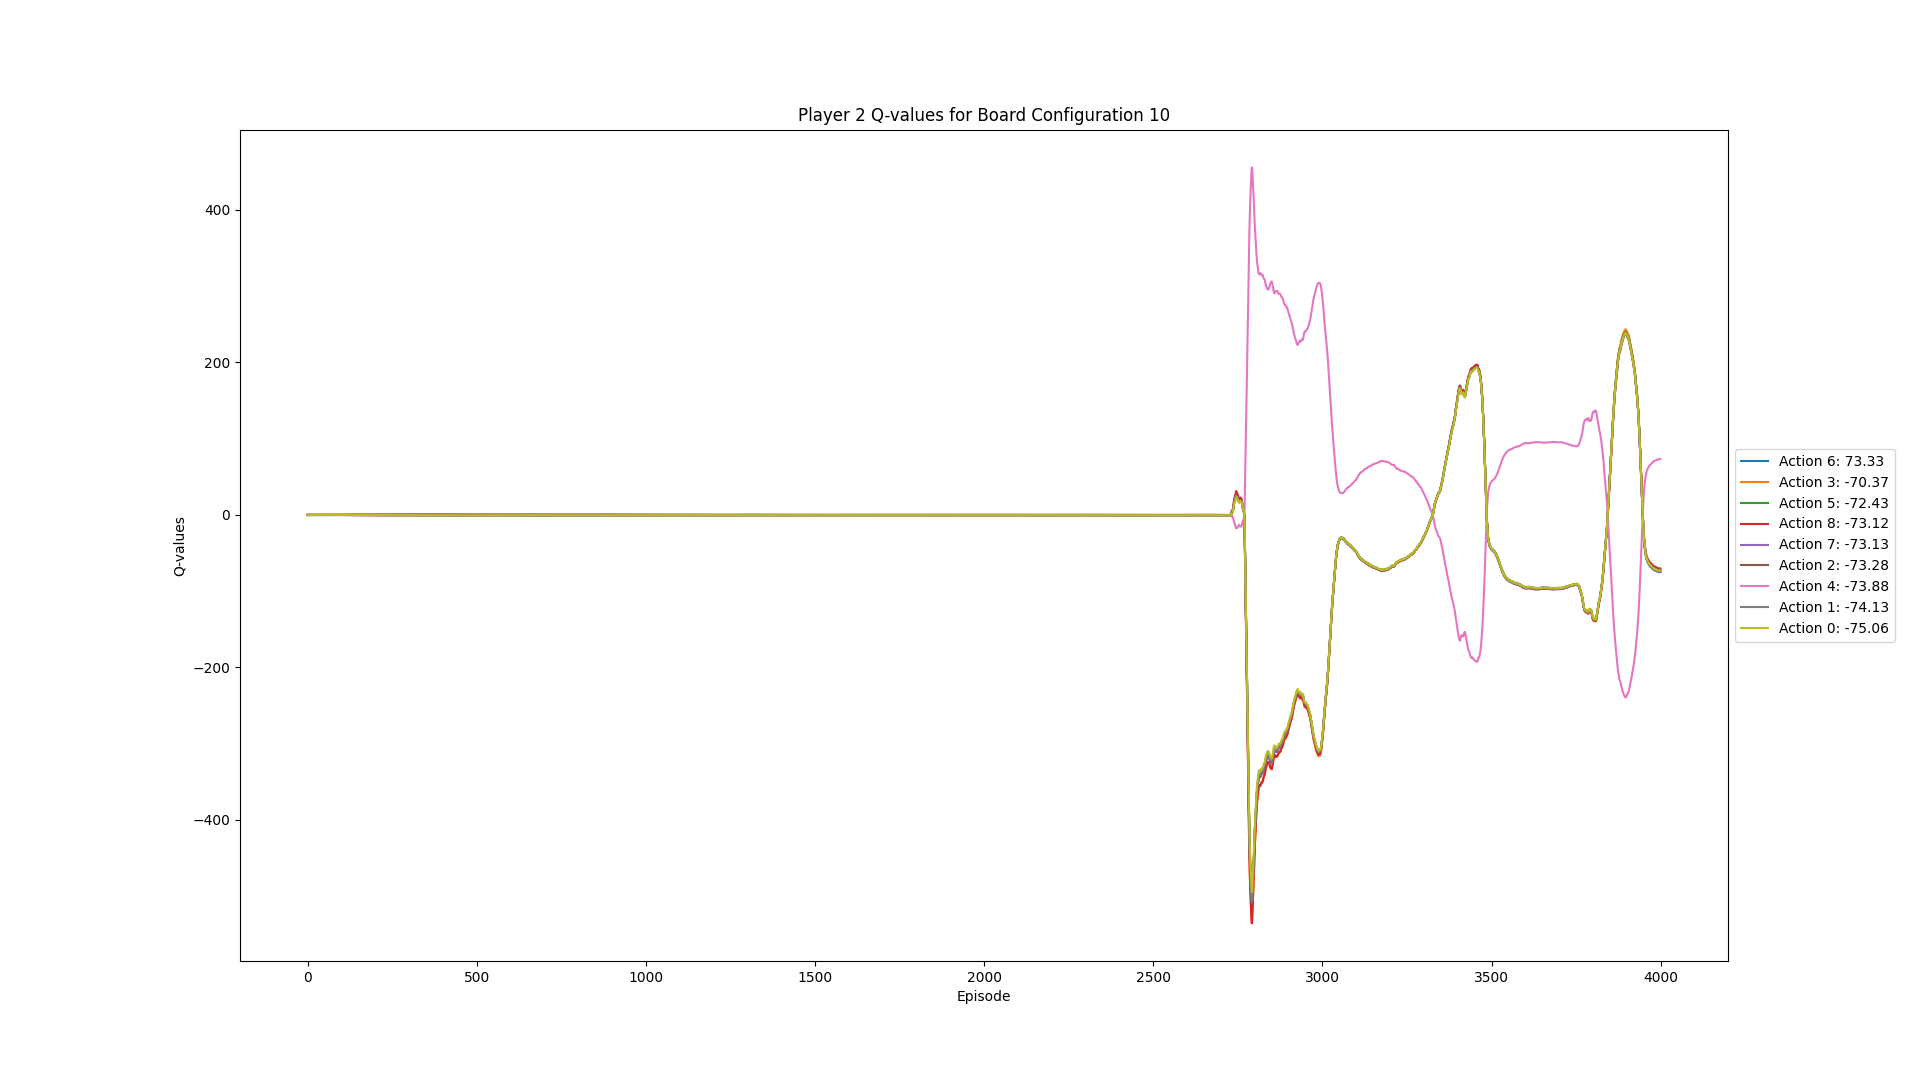 Player 2 Q-values for Board Configuration 10
400
200
0
−200
−400
Q-values
0 500 1000 1500 2000 2500 3000 3500 4000
Episode
Action 6: 73.33
Action 3: -70.37
Action 5: -72.43
Action 8: -73.12
Action 7: -73.13
Action 2: -73.28
Action 4: -73.88
Action 1: -74.13
Action 0: -75.06